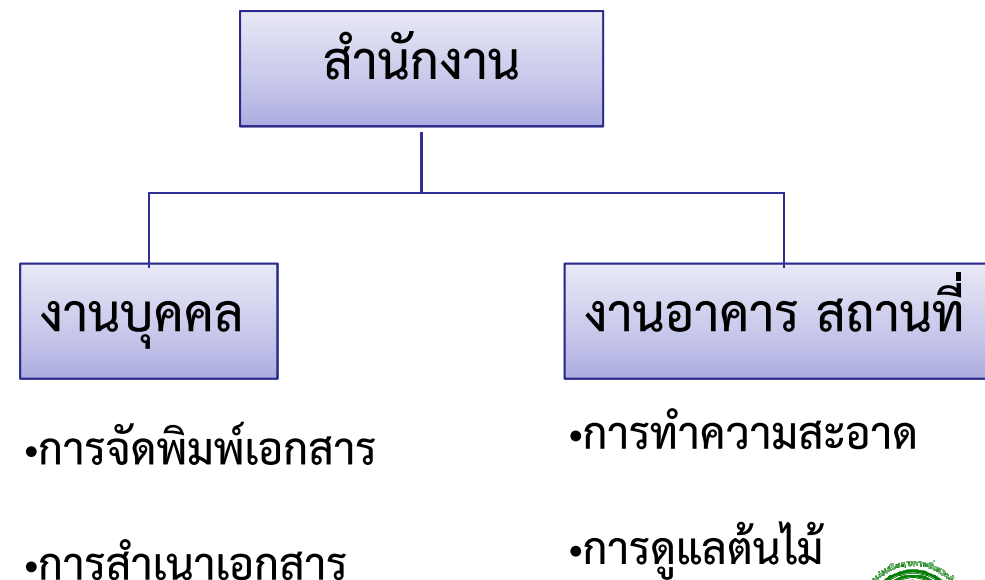 สำนักงาน
งานบุคคล
งานอาคาร สถานที่
•การจัดพิมพ์เอกสาร
•การสำเนาเอกสาร
•การทำความสะอาด
•การดูแลต้นไม้